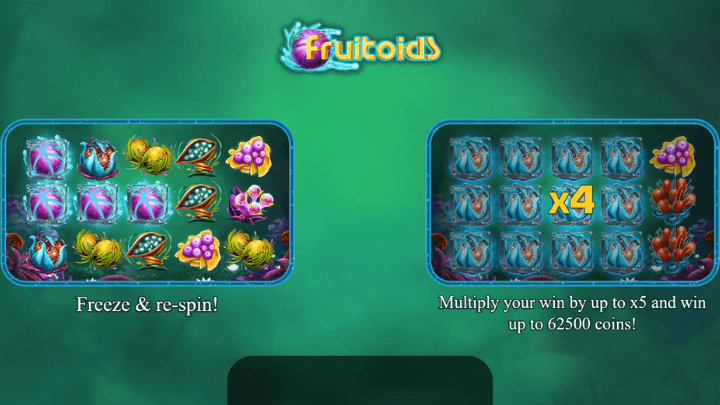 fruitoids
x4
Freeze & re-spin!
Multiply your win by up to x5 and win
up to 62500 coins!